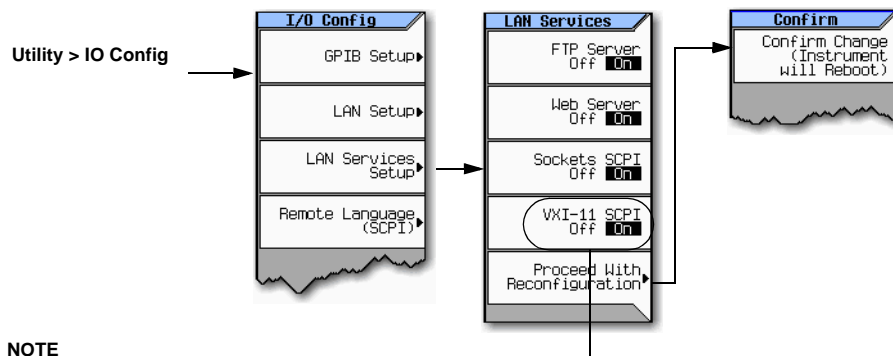 Utility > IO Config
I/O Config
GPIB Setup
LAN Setup
LAN Services
Setup
Remote Language
(SCPI)
LAN Services
FTP Server
Off On
Web Server
Off On
Sockets SCPI
Off On
VXI-11 SCPI
Off On
Proceed With
Reconfiguration
Confirm
Confirm Change
(Instrument
will Reboot)
NOTE